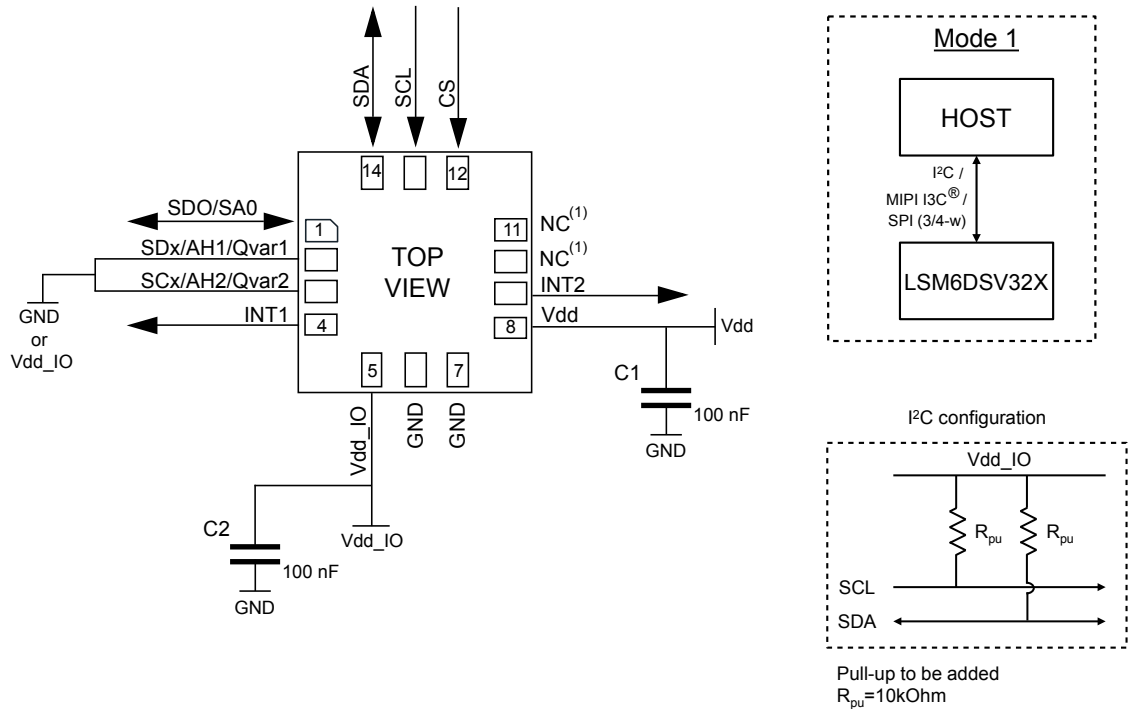 SDA
SCL
CS
14
12
SDO/SA0
1
11
NC(1)
SDx/AH1/Qvar1
TOP
VIEW
NC(1)
SCx/AH2/Qvar2
INT2
GND
or
Vdd_IO
INT1
4
8
Vdd
Vdd
5
7
Vdd_IO
GND
GND
C1
100 nF
GND
C2
100 nF
GND
Vdd_IO
Mode 1
HOST
I²C /
MIPI I3C® /
SPI (3/4-w)
LSM6DSV32X
I²C configuration
Vdd_IO
Rpu
Rpu
SCL
SDA
Pull-up to be added
Rpu=10kOhm